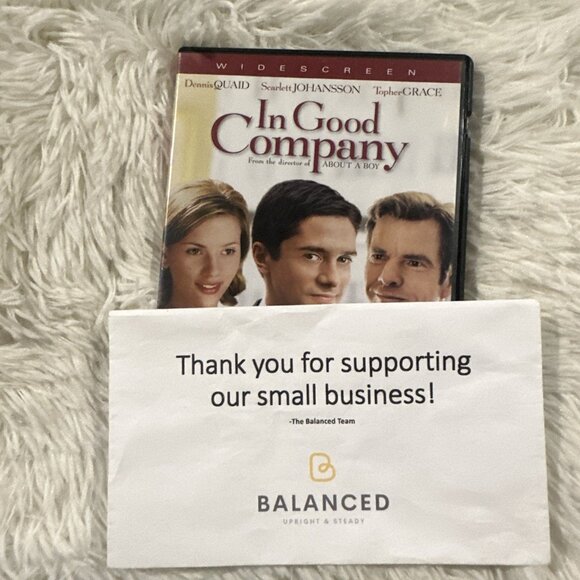 WIDESCREEN
Dennis QUAID Scarlett JOHANSSON Topher GRACE
In Good
Company
From the director of ABOUT A BOY
Thank you for supporting
our small business!
-The Balanced Team
BALANCED
UPRIGHT & STEADY